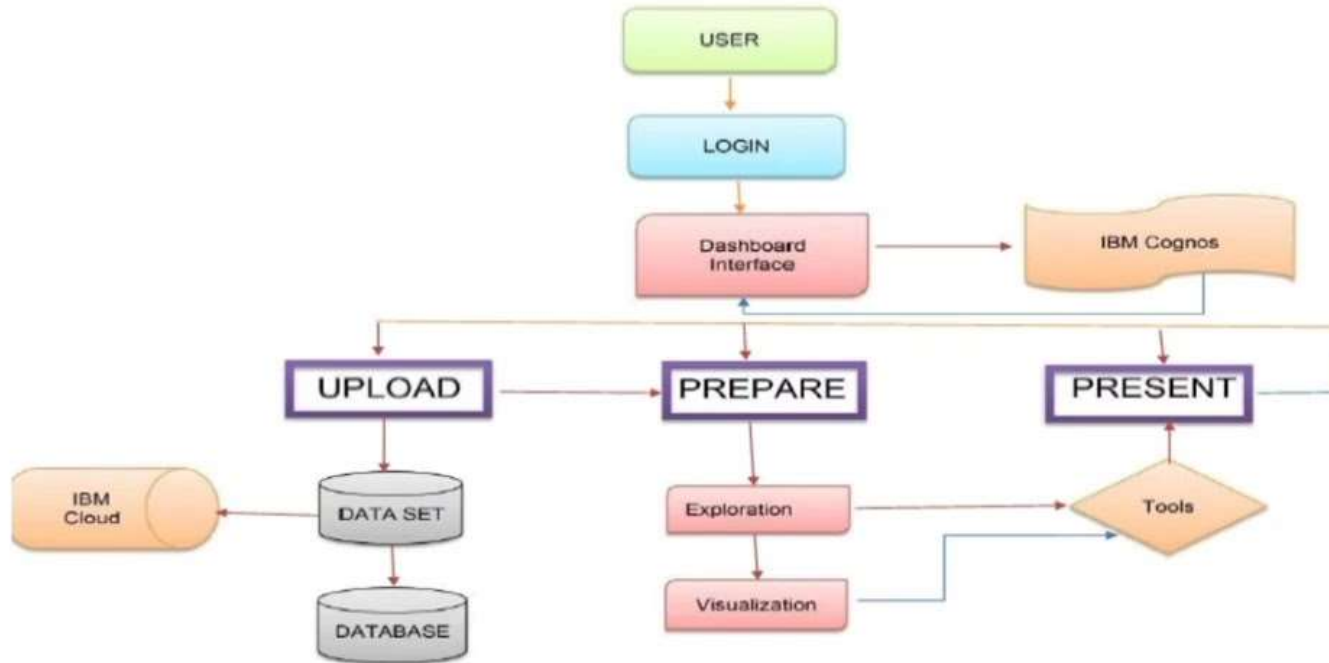 USER
LOGIN
Dashboard
Interface
IBM Cognos
UPLOAD
PREPARE
PRESENT
IBM
Cloud
DATA SET
Exploration
Tools
Visualization
DATABASE